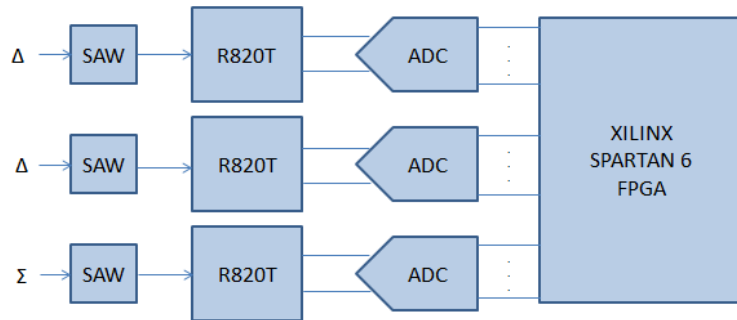 Δ
SAW
R820T
ADC
Δ
SAW
R820T
ADC
XILINX
SPARTAN 6
FPGA
Σ
SAW
R820T
ADC